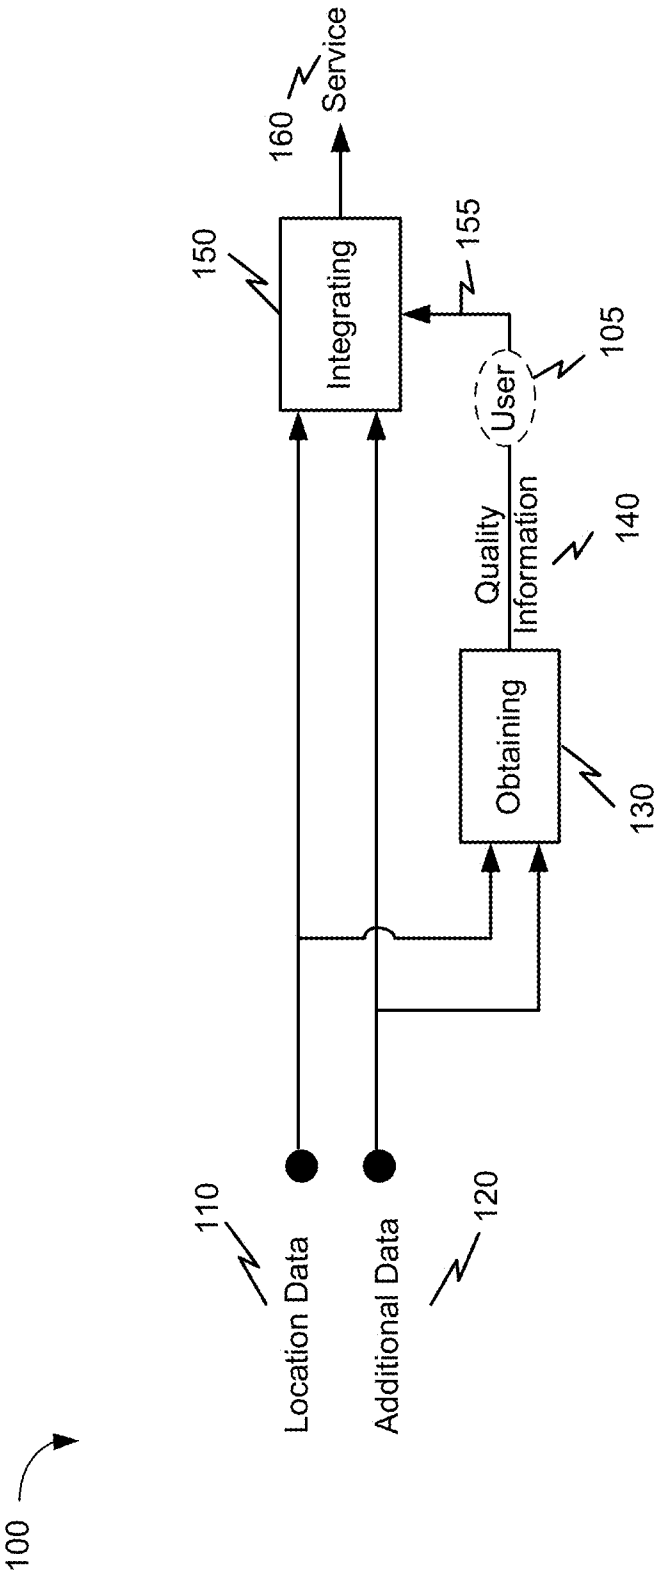 100
110
Location Data
Additional Data
120
Obtaining
130
Quality
Information
140
User
105
155
150
Integrating
160
Service